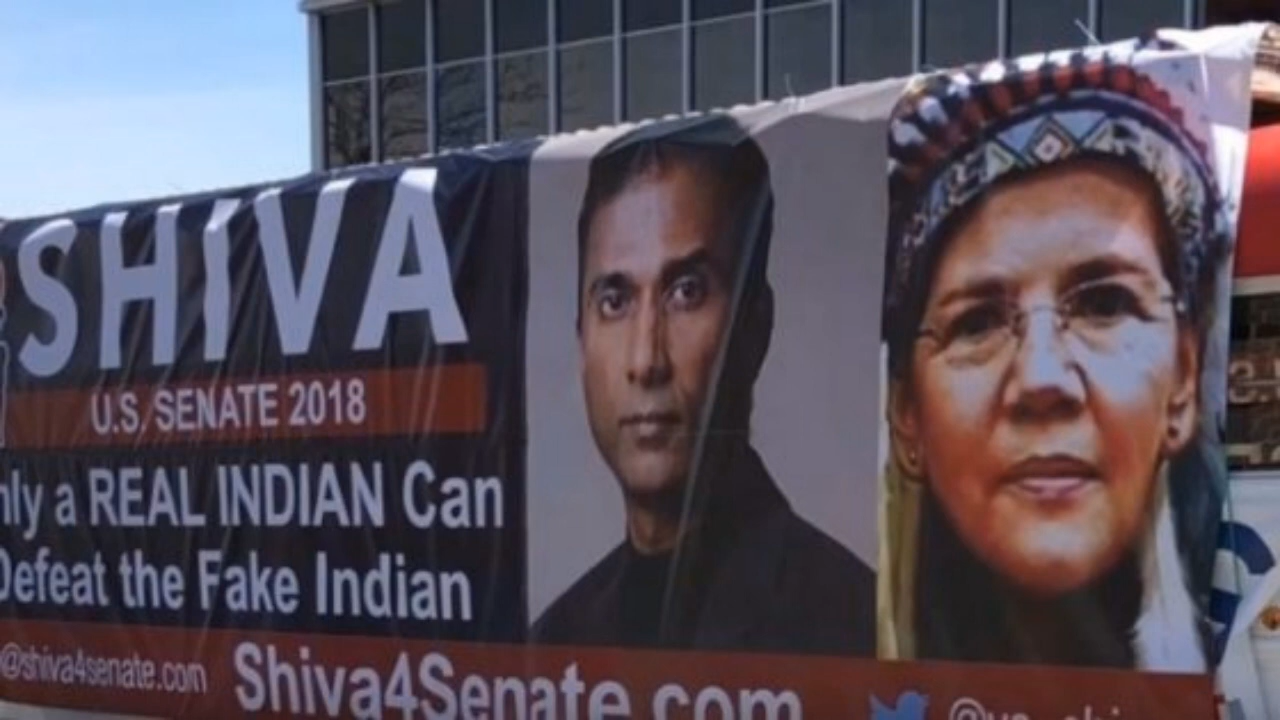 SHIVA
U.S. SENATE 2018
nly a REAL INDIAN Can
Defeat the Fake Indian
@shiva4senate.com
Shiva4Senate.com